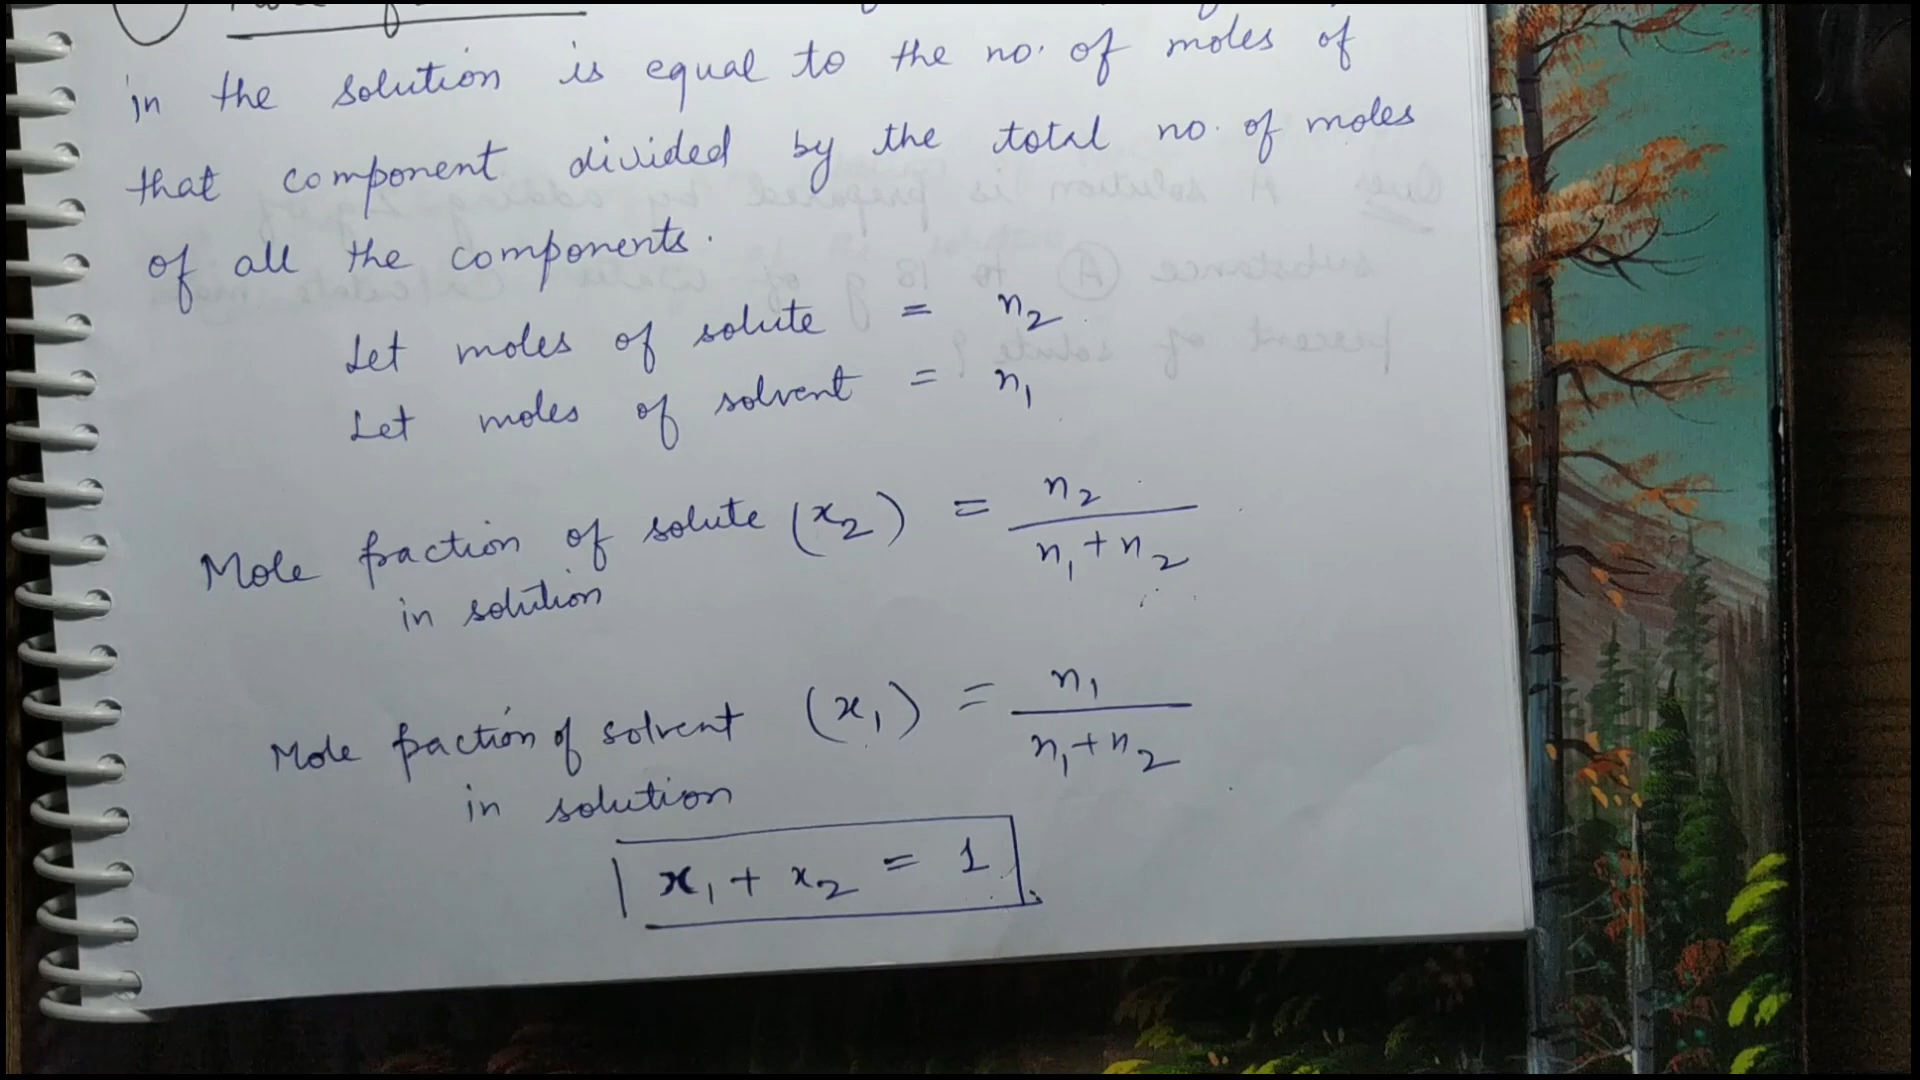 in the solution is equal to the no. of moles of
that component divided by the total no. of moles
of all the components.
Let moles of solute = n₂
Let moles of solvent = n₁
Mole fraction of solute (x₂) = n₂ / n₁ + n₂
in solution
Mole fraction of solvent (x₁) = n₁ / n₁ + n₂
in solution
x₁ + x₂ = 1